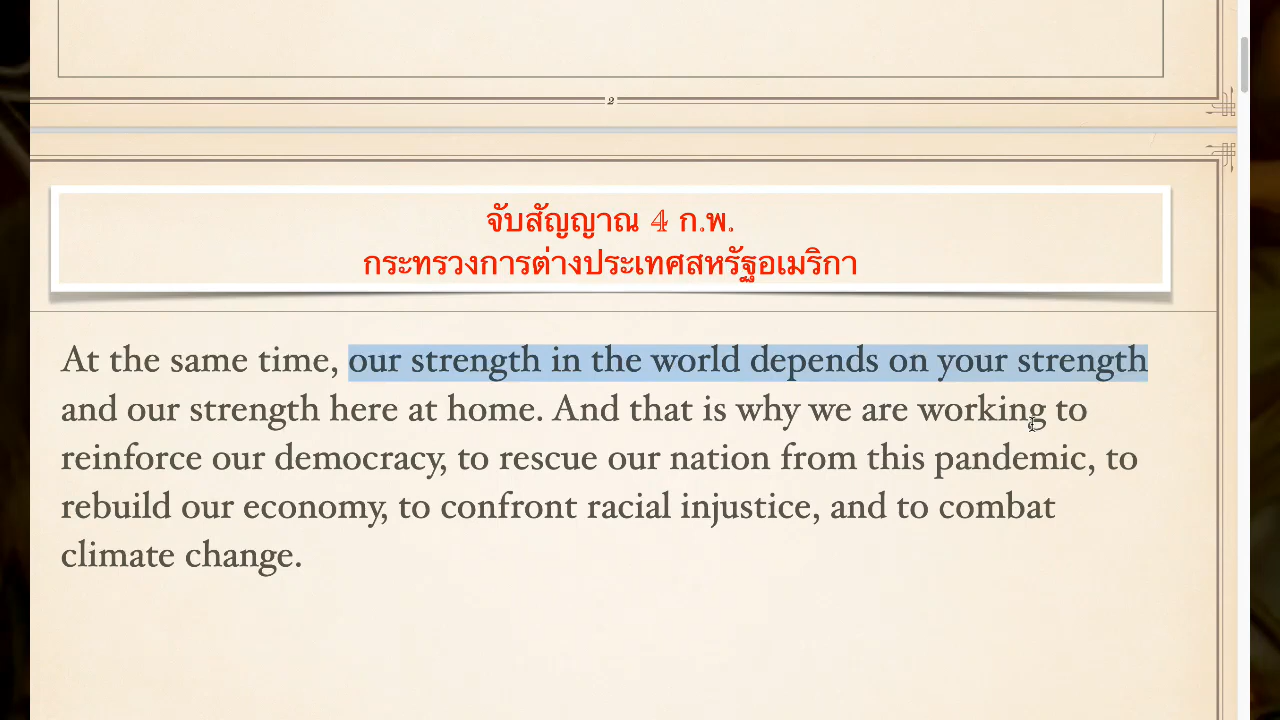 2
จับสัญญาณ 4 ก.พ.
กระทรวงการต่างประเทศสหรัฐอเมริกา
At the same time, our strength in the world depends on your strength
and our strength here at home. And that is why we are working to
reinforce our democracy, to rescue our nation from this pandemic, to
rebuild our economy, to confront racial injustice, and to combat
climate change.